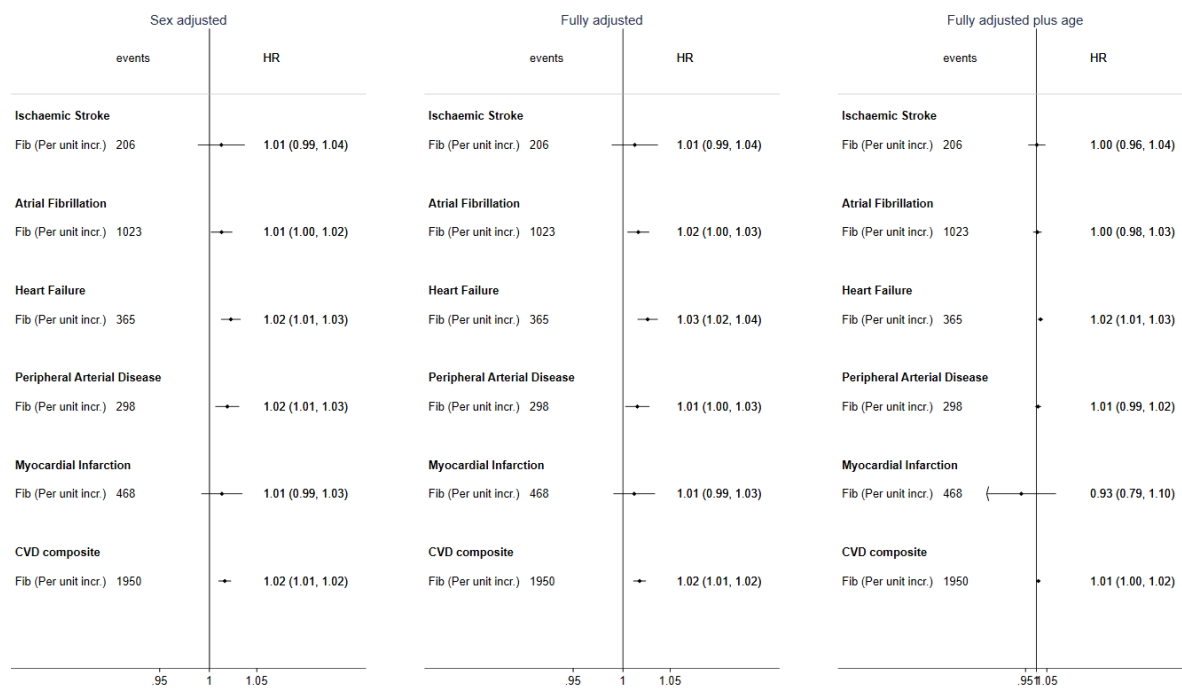 Sex adjusted
events HR
Ischaemic Stroke
Fib (Per unit incr.) 206 1.01 (0.99, 1.04)
Atrial Fibrillation
Fib (Per unit incr.) 1023 1.01 (1.00, 1.02)
Heart Failure
Fib (Per unit incr.) 365 1.02 (1.01, 1.03)
Peripheral Arterial Disease
Fib (Per unit incr.) 298 1.02 (1.01, 1.03)
Myocardial Infarction
Fib (Per unit incr.) 468 1.01 (0.99, 1.03)
CVD composite
Fib (Per unit incr.) 1950 1.02 (1.01, 1.02)
.95 1 1.05
Fully adjusted
events HR
Ischaemic Stroke
Fib (Per unit incr.) 206 1.01 (0.99, 1.04)
Atrial Fibrillation
Fib (Per unit incr.) 1023 1.02 (1.00, 1.03)
Heart Failure
Fib (Per unit incr.) 365 1.03 (1.02, 1.04)
Peripheral Arterial Disease
Fib (Per unit incr.) 298 1.01 (1.00, 1.03)
Myocardial Infarction
Fib (Per unit incr.) 468 1.01 (0.99, 1.03)
CVD composite
Fib (Per unit incr.) 1950 1.02 (1.01, 1.02)
.95 1 1.05
Fully adjusted plus age
events HR
Ischaemic Stroke
Fib (Per unit incr.) 206 1.00 (0.96, 1.04)
Atrial Fibrillation
Fib (Per unit incr.) 1023 1.00 (0.98, 1.03)
Heart Failure
Fib (Per unit incr.) 365 1.02 (1.01, 1.03)
Peripheral Arterial Disease
Fib (Per unit incr.) 298 1.01 (0.99, 1.02)
Myocardial Infarction
Fib (Per unit incr.) 468 0.93 (0.79, 1.10)
CVD composite
Fib (Per unit incr.) 1950 1.01 (1.00, 1.02)
.95 1 1.05